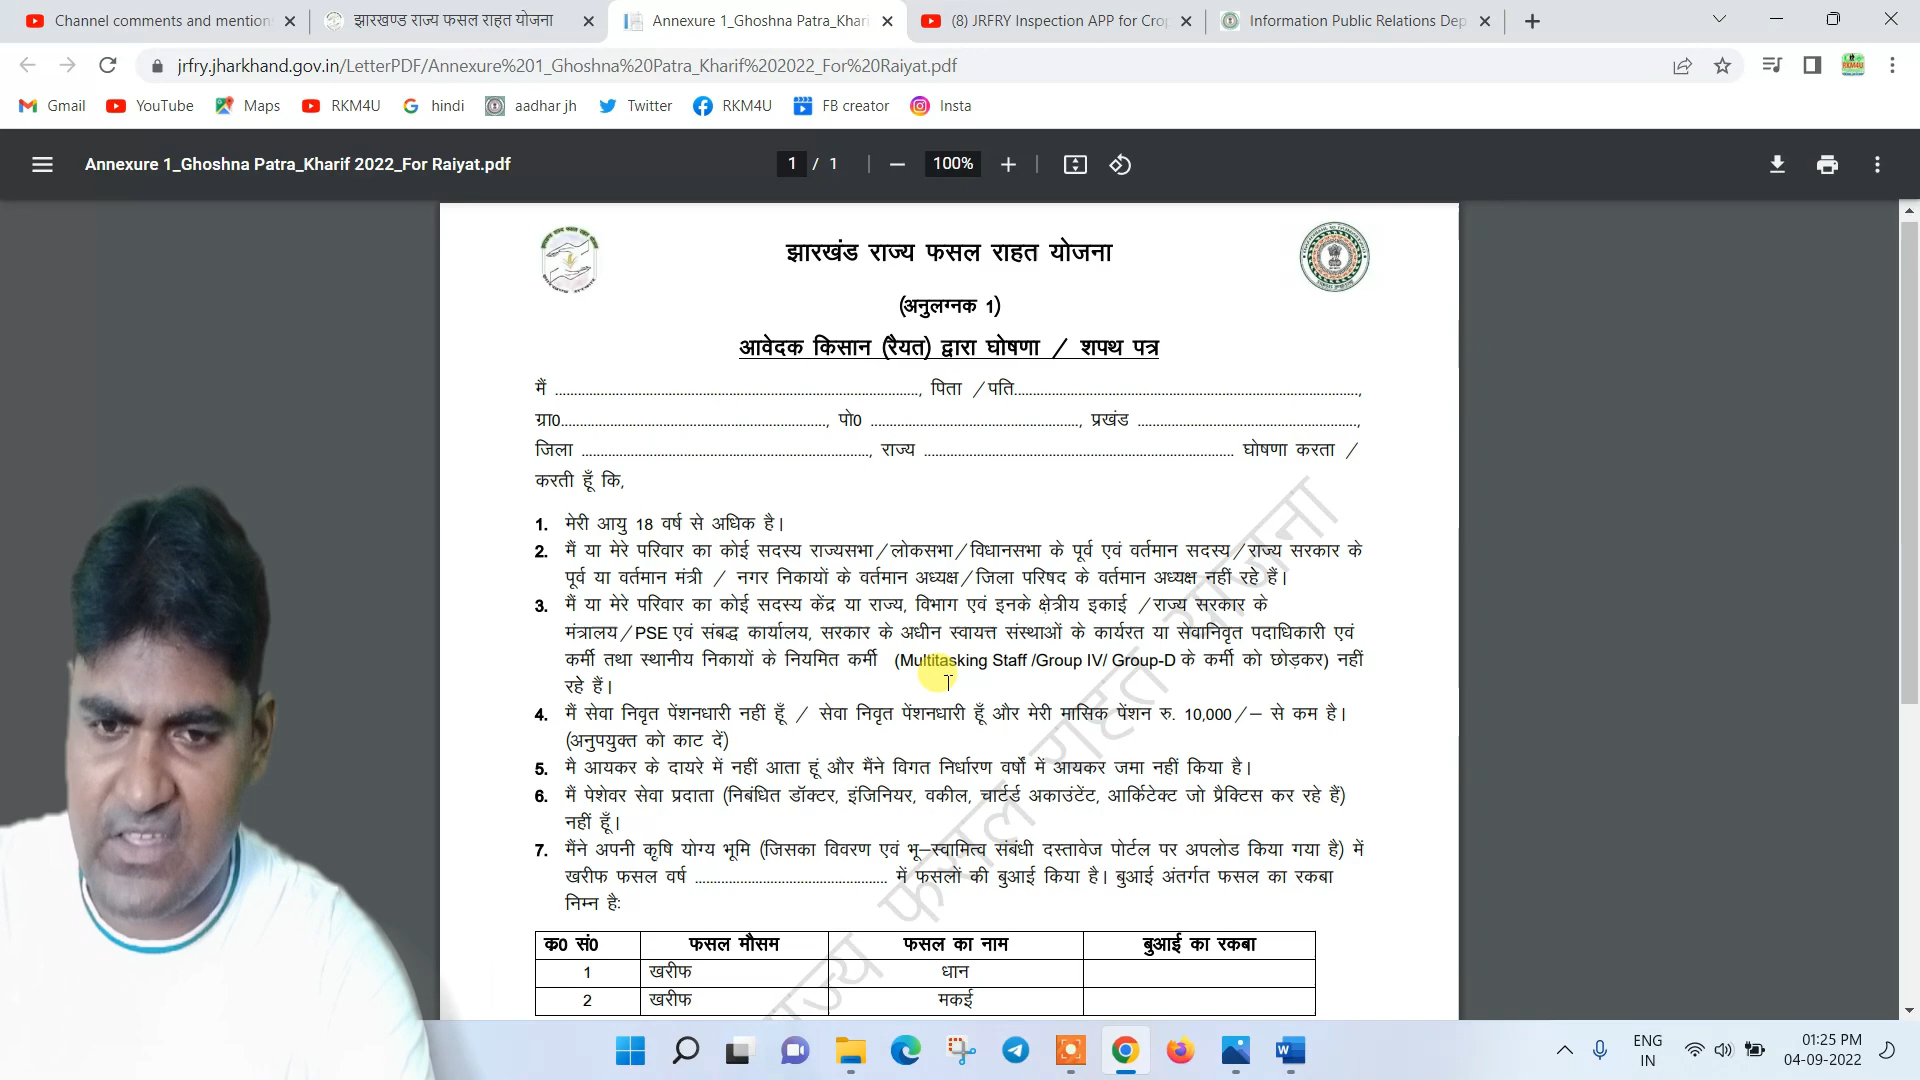 Channel comments and mention
झारखण्ड राज्य फसल राहत योजना
Annexure 1_Ghoshna Patra_Khari
(8) JRFRY Inspection APP for Cro
Information Public Relations Dep
jrfry.jharkhand.gov.in/LetterPDF/Annexure%201_Ghoshna%20Patra_Kharif%202022_For%20Raiyat.pdf
Gmail YouTube Maps RKM4U hindi aadhar jh Twitter RKM4U FB creator Insta
Annexure 1_Ghoshna Patra_Kharif 2022_For Raiyat.pdf 1 / 1 100%
झारखंड राज्य फसल राहत योजना
(अनुलग्नक 1)
आवेदक किसान (रैयत) द्वारा घोषणा / शपथ पत्र
मैं ................................................, पिता / पति................................................,
ग्रा0................................................, पो0 ................................................, प्रखंड ................................................,
जिला ................................................, राज्य ................................................ घोषणा करता /
करती हूँ कि,
1. मेरी आयु 18 वर्ष से अधिक है।
2. मैं या मेरे परिवार का कोई सदस्य राज्यसभा/लोकसभा/विधानसभा के पूर्व एवं वर्तमान सदस्य/राज्य सरकार के
पूर्व या वर्तमान मंत्री / नगर निकायों के वर्तमान अध्यक्ष/जिला परिषद के वर्तमान अध्यक्ष नहीं रहे हैं।
3. मैं या मेरे परिवार का कोई सदस्य केंद्र या राज्य, विभाग एवं इनके क्षेत्रीय इकाई /राज्य सरकार के
मंत्रालय/PSE एवं संबद्ध कार्यालय, सरकार के अधीन स्वायत्त संस्थाओं के कार्यरत या सेवानिवृत पदाधिकारी एवं
कर्मी तथा स्थानीय निकायों के नियमित कर्मी (Multitasking Staff /Group IV/ Group-D के कर्मी को छोड़कर) नहीं
रहे हैं।
4. मैं सेवा निवृत पेंशनधारी नहीं हूँ / सेवा निवृत पेंशनधारी हूँ और मेरी मासिक पेंशन रु. 10,000/– से कम है।
(अनुपयुक्त को काट दें)
5. मै आयकर के दायरे में नहीं आता हूं और मैंने विगत निर्धारण वर्षों में आयकर जमा नहीं किया है।
6. मैं पेशेवर सेवा प्रदाता (निबंधित डॉक्टर, इंजिनियर, वकील, चार्टर्ड अकाउंटेंट, आर्किटेक्ट जो प्रैक्टिस कर रहे हैं)
नहीं हूँ।
7. मैंने अपनी कृषि योग्य भूमि (जिसका विवरण एवं भू–स्वामित्व संबंधी दस्तावेज पोर्टल पर अपलोड किया गया है) में
खरीफ फसल वर्ष ................................................ में फसलों की बुआई किया है। बुआई अंतर्गत फसल का रकबा
निम्न है:
क0 सं0 फसल मौसम फसल का नाम बुआई का रकबा
1 खरीफ धान
2 खरीफ मकई
राज्य फसल राहत योजना
ENG
IN
01:25 PM
04-09-2022